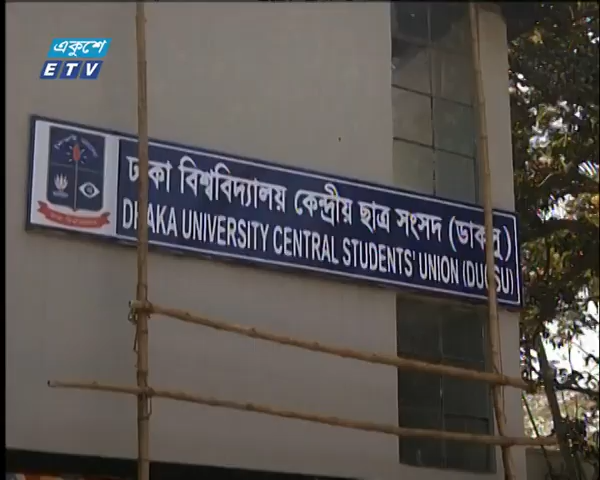 একুশে
ETV
ঢাকা বিশ্ববিদ্যালয় কেন্দ্রীয় ছাত্র সংসদ (ডাকসু)
DHAKA UNIVERSITY CENTRAL STUDENTS' UNION (DUCSU)